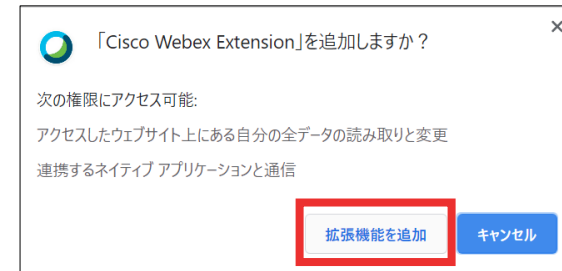 「Cisco Webex Extension」を追加しますか？
次の権限にアクセス可能:
アクセスしたウェブサイト上にある自分の全データの読み取りと変更
連携するネイティブ アプリケーションと通信
拡張機能を追加
キャンセル